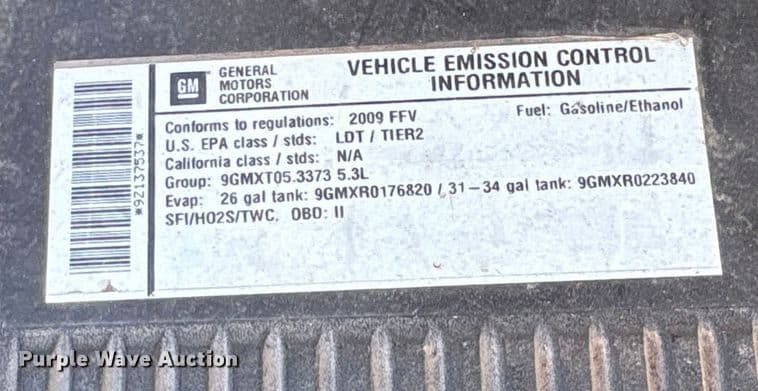 GM
GENERAL
MOTORS
CORPORATION
VEHICLE EMISSION CONTROL
INFORMATION
Conforms to regulations: 2009 FFV
Fuel: Gasoline/Ethanol
U.S. EPA class / stds: LDT / TIER2
California class / stds: N/A
Group: 9GMXT05.3373 5.3L
Evap: 26 gal tank: 9GMXR0176820 / 31-34 gal tank: 9GMXR0223840
SFI/HO2S/TWC, OBD: II
*92137537*
Purple Wave Auction